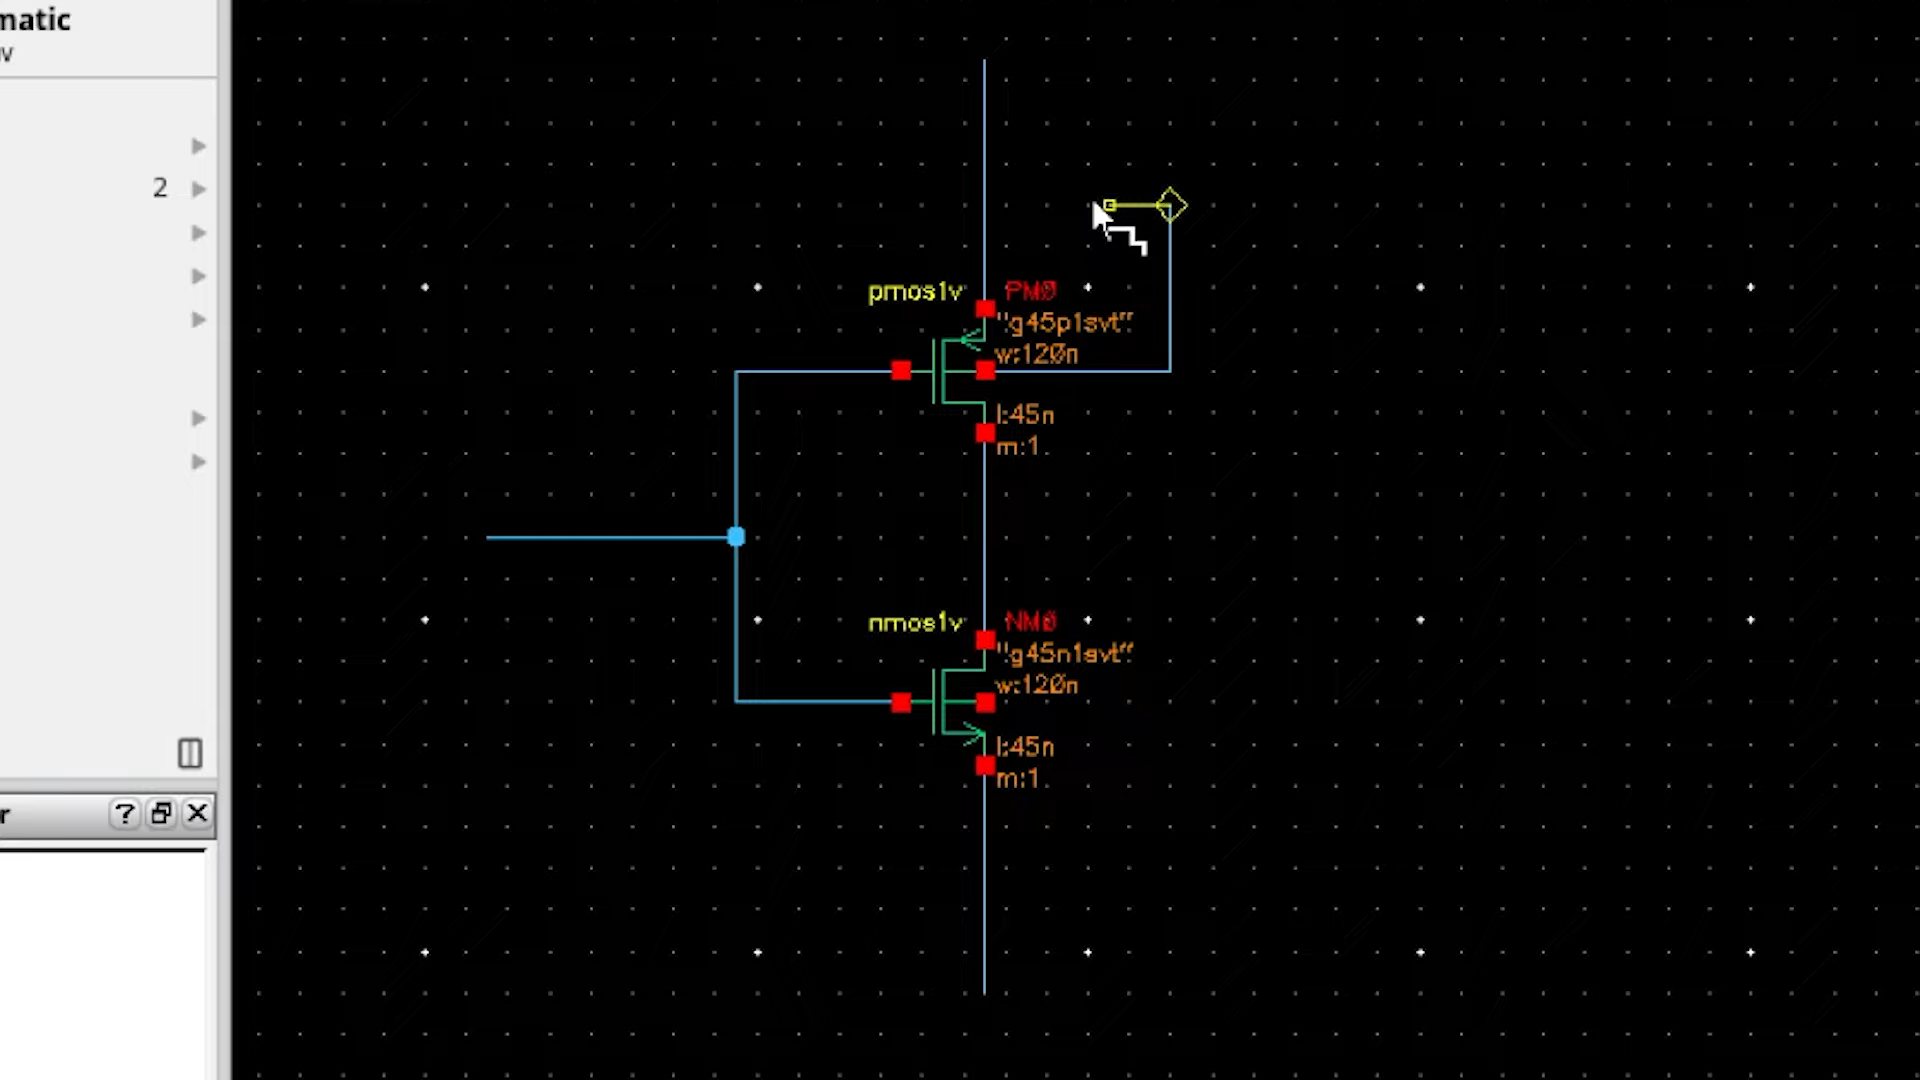 matic
v
2
pmos1v PM0
"g45p1svt"
w:120n
l:45n
m:1
nmos1v NM0
"g45n1svt"
w:120n
l:45n
m:1
r ?